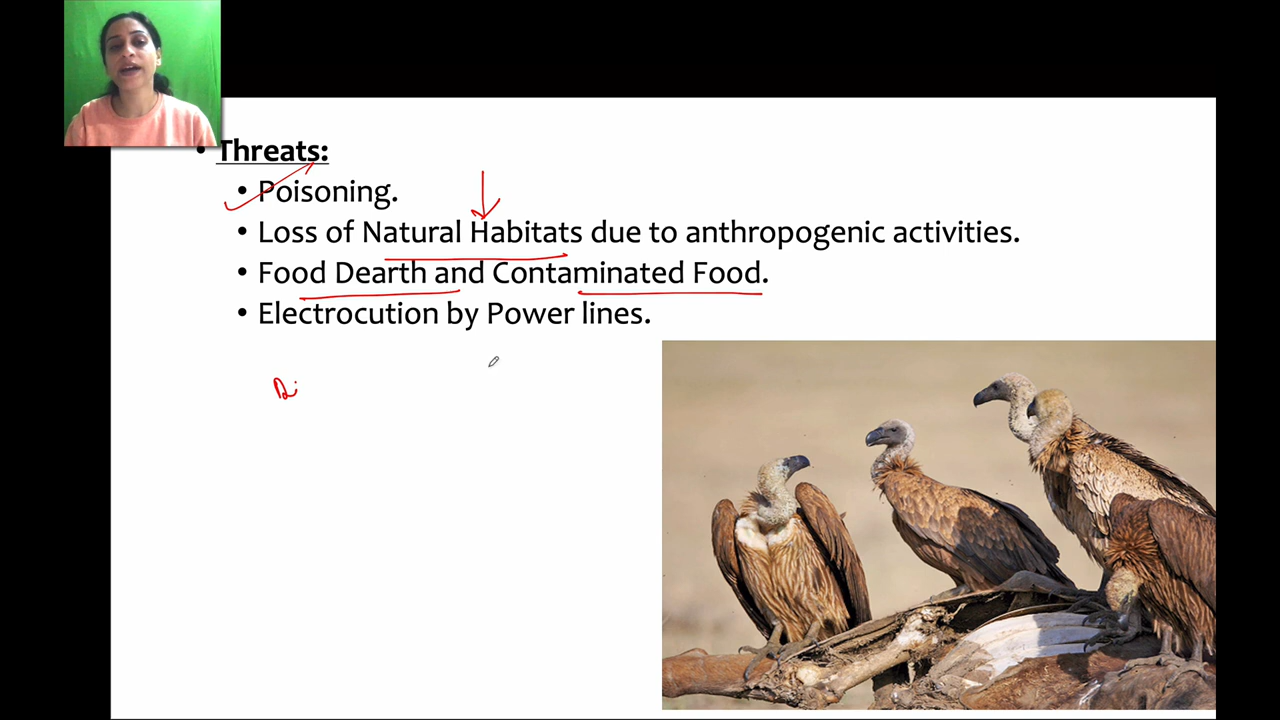 • Threats:
• Poisoning.
• Loss of Natural Habitats due to anthropogenic activities.
• Food Dearth and Contaminated Food.
• Electrocution by Power lines.
Di